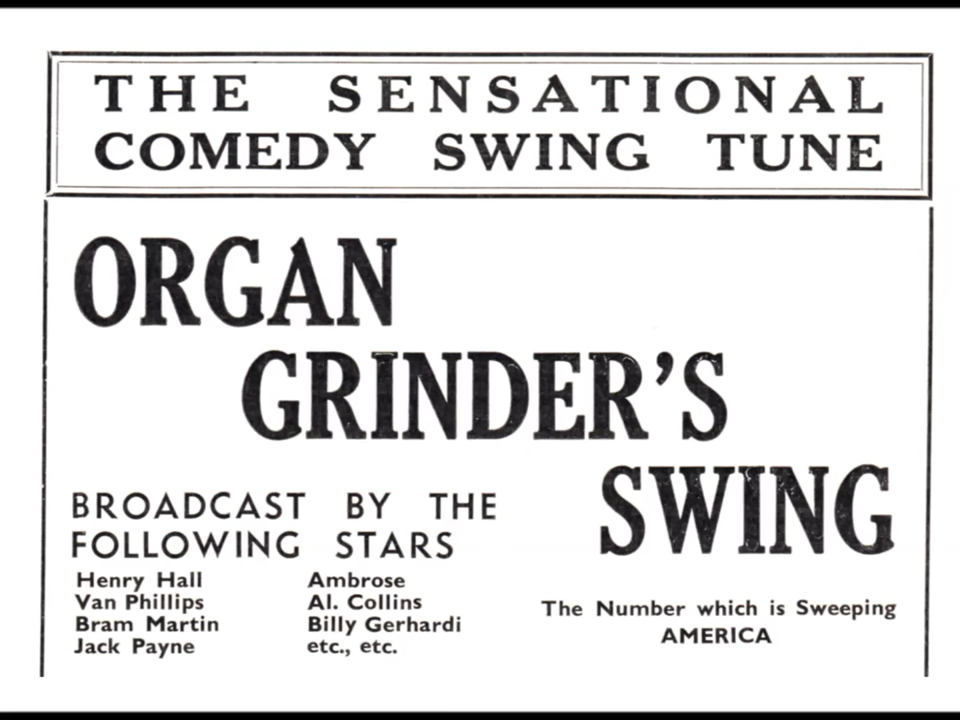 THE SENSATIONAL
COMEDY SWING TUNE
ORGAN
GRINDER'S
SWING
BROADCAST BY THE
FOLLOWING STARS
Henry Hall
Van Phillips
Bram Martin
Jack Payne
Ambrose
Al. Collins
Billy Gerhardi
etc., etc.
The Number which is Sweeping
AMERICA